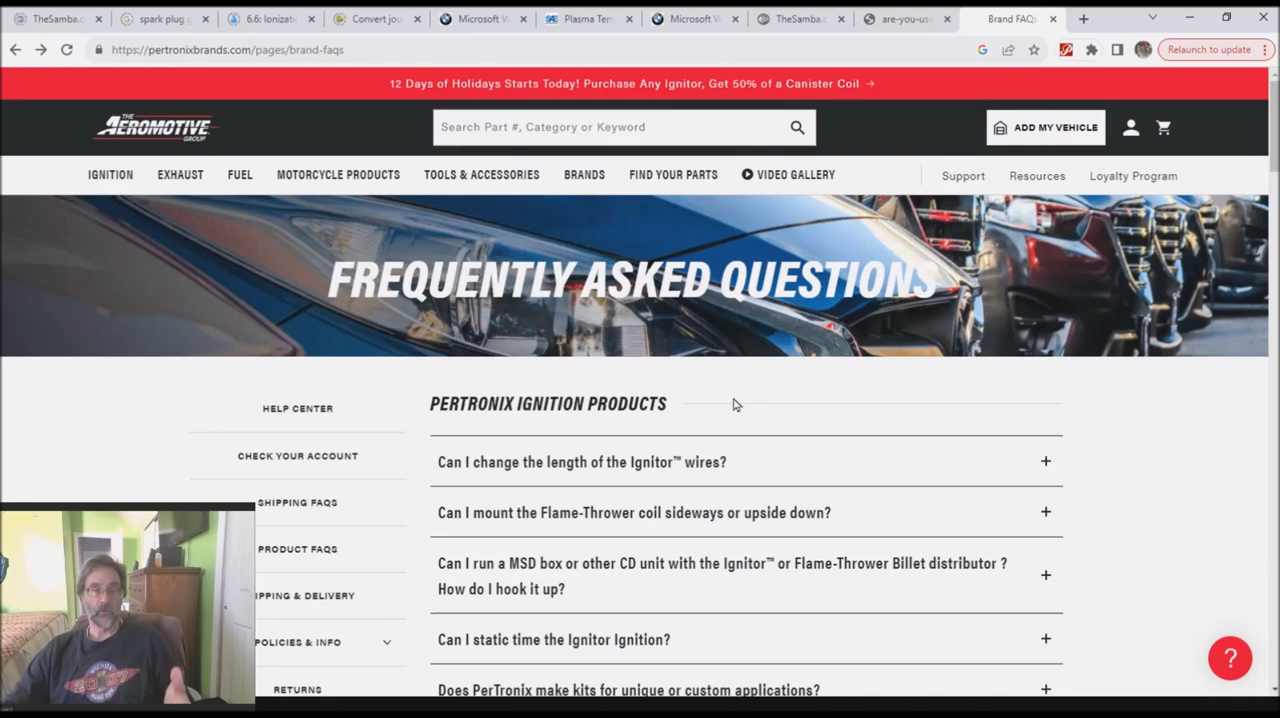 TheSamba.c
spark plug g
6.6: Ionizati
Convert jou
Microsoft W
Plasma Tem
Microsoft W
TheSamba.c
are-you-us
Brand FAQs
https://pertronixbrands.com/pages/brand-faqs
Relaunch to update
12 Days of Holidays Starts Today! Purchase Any Ignitor, Get 50% of a Canister Coil →
THE
AEROMOTIVE
GROUP
Search Part #, Category or Keyword
ADD MY VEHICLE
IGNITION
EXHAUST
FUEL
MOTORCYCLE PRODUCTS
TOOLS & ACCESSORIES
BRANDS
FIND YOUR PARTS
VIDEO GALLERY
Support
Resources
Loyalty Program
FREQUENTLY ASKED QUESTIONS
HELP CENTER
CHECK YOUR ACCOUNT
SHIPPING FAQS
PRODUCT FAQS
IPPING & DELIVERY
POLICIES & INFO
RETURNS
PERTRONIX IGNITION PRODUCTS
Can I change the length of the Ignitor™ wires?
Can I mount the Flame-Thrower coil sideways or upside down?
Can I run a MSD box or other CD unit with the Ignitor™ or Flame-Thrower Billet distributor ?
How do I hook it up?
Can I static time the Ignitor Ignition?
Does PerTronix make kits for unique or custom applications?
?